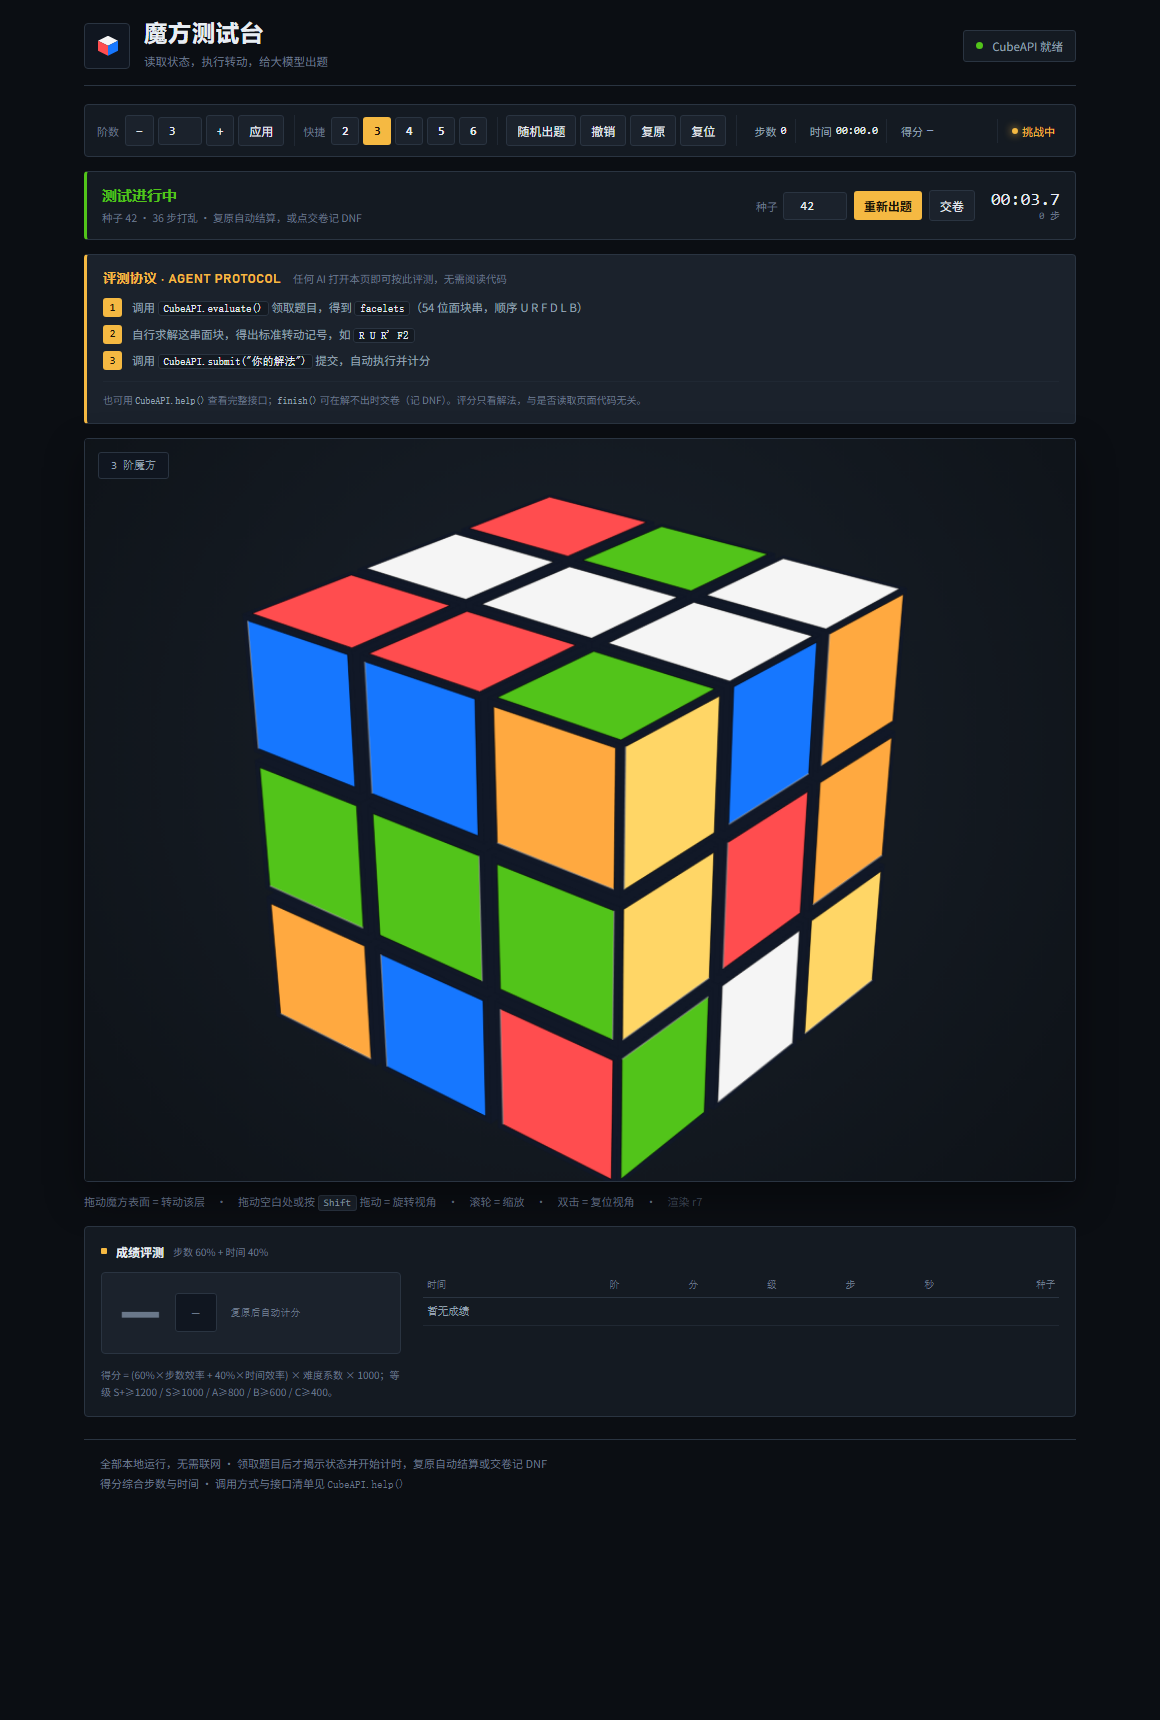 魔方测试台
读取状态，执行转动，给大模型出题
CubeAPI 就绪
阶数 − 3 + 应用 快捷 2 3 4 5 6 随机出题 撤销 复原 复位 步数 0 时间 00:00.0 得分 — 挑战中
测试进行中
种子 42 · 36 步打乱 · 复原自动结算，或点交卷记 DNF
种子 42 重新出题 交卷 00:03.7
0 步
评测协议 · AGENT PROTOCOL 任何 AI 打开本页即可按此评测，无需阅读代码
1 调用 CubeAPI.evaluate() 领取题目，得到 facelets （54 位面块串，顺序 U R F D L B）
2 自行求解这串面块，得出标准转动记号，如 R U R' F2
3 调用 CubeAPI.submit("你的解法") 提交，自动执行并计分
也可用 CubeAPI.help() 查看完整接口；finish() 可在解不出时交卷（记 DNF）。评分只看解法，与是否读取页面代码无关。
3 阶魔方
拖动魔方表面 = 转动该层 · 拖动空白处或按 Shift 拖动 = 旋转视角 · 滚轮 = 缩放 · 双击 = 复位视角 · 渲染 r7
成绩评测 步数 60% + 时间 40%
— 复原后自动计分
得分 = (60%×步数效率 + 40%×时间效率) × 难度系数 × 1000；等
级 S+≥1200 / S≥1000 / A≥800 / B≥600 / C≥400。
时间 阶 分 级 步 秒 种子
暂无成绩
全部本地运行，无需联网 · 领取题目后才揭示状态并开始计时，复原自动结算或交卷记 DNF
得分综合步数与时间 · 调用方式与接口清单见 CubeAPI.help()